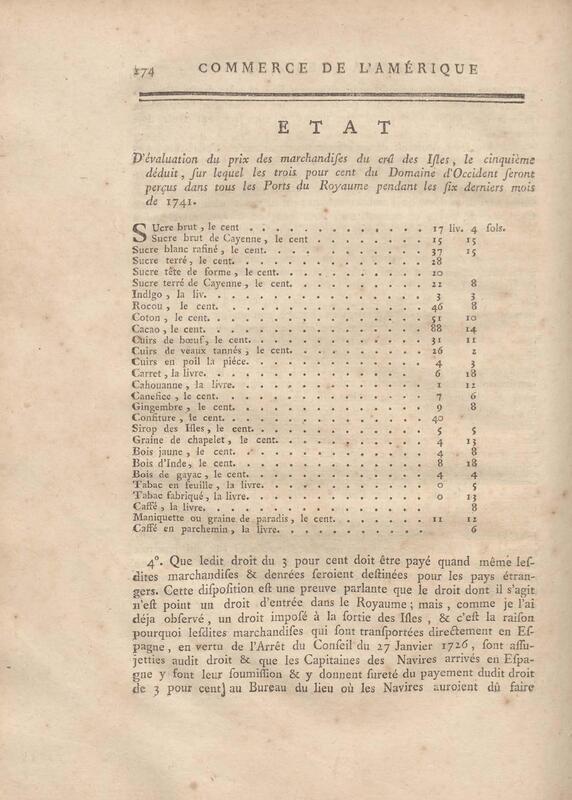 174 COMMERCE DE L'AMÉRIQUE
ETAT
D'évaluation du prix des marchandiſes du crû des Iſles, le cinquième
déduit, ſur lequel les trois pour cent du Domaine d'Occident ſeront
perçus dans tous les Ports du Royaume pendant les ſix derniers mois
de 1741.
SUcre brut, le cent . . . . . . . . . . . . . 17 liv. 4 ſols.
Sucre brut de Cayenne, le cent . . . . . . . . 15 15
Sucre blanc rafiné, le cent. . . . . . . . . . . . 37 15
Sucre terré, le cent. . . . . . . . . . . . . . 28
Sucre tête de forme, le cent. . . . . . . . . . . 20
Sucre terré de Cayenne, le cent. . . . . . . . . . 22 8
Indigo, la liv. . . . . . . . . . . . . . . . 3 3
Rocou, le cent. . . . . . . . . . . . . . . 46 8
Coton, le cent. . . . . . . . . . . . . . . 51 10
Cacao, le cent. . . . . . . . . . . . . . . 88 14
Cuirs de bœuf, le cent. . . . . . . . . . . . . 31 11
Cuirs de veaux tannés, le cent. . . . . . . . . . 26 2
Cuirs en poil la piéce. . . . . . . . . . . . . 4 3
Carret, la livre. . . . . . . . . . . . . . . 6 18
Cahouanne, la livre. . . . . . . . . . . . . . 1 12
Canefice, le cent. . . . . . . . . . . . . . . 7 6
Gingembre, le cent. . . . . . . . . . . . . . 9 8
Confiture, le cent. . . . . . . . . . . . . . 40
Sirop des Iſles, le cent. . . . . . . . . . . . . 5 5
Graine de chapelet, le cent. . . . . . . . . . . 4 13
Bois jaune, le cent. . . . . . . . . . . . . . 4 8
Bois d'Inde, le cent. . . . . . . . . . . . . . 8 18
Bois de gayac, le cent. . . . . . . . . . . . . 4 4
Tabac en feuille, la livre. . . . . . . . . . . . 0 5
Tabac fabriqué, la livre. . . . . . . . . . . . 0 13
Caffé, la livre. . . . . . . . . . . . . . . 8
Maniquette ou graine de paradis, le cent. . . . . . . 11 12
Caffé en parchemin, la livre. . . . . . . . . . . 6
4°. Que ledit droit du 3 pour cent doit être payé quand même leſ-
dites marchandiſes & denrées ſeroient deſtinées pour les pays étran-
gers. Cette diſpoſition eſt une preuve parlante que le droit dont il s'agit
n'eſt point un droit d'entrée dans le Royaume; mais, comme je l'ai
déja obſervé, un droit impoſé à la ſortie des Iſles, & c'eſt la raiſon
pourquoi leſdites marchandiſes qui ſont tranſportées directement en Eſ-
pagne, en vertu de l'Arrêt du Conſeil du 27 Janvier 1726, ſont aſſu-
jetties audit droit & que les Capitaines des Navires arrivés en Eſpa-
gne y font leur ſoumiſſion & y donnent ſureté du payement dudit droit
de 3 pour cent) au Bureau du lieu où les Navires auroient dû faire